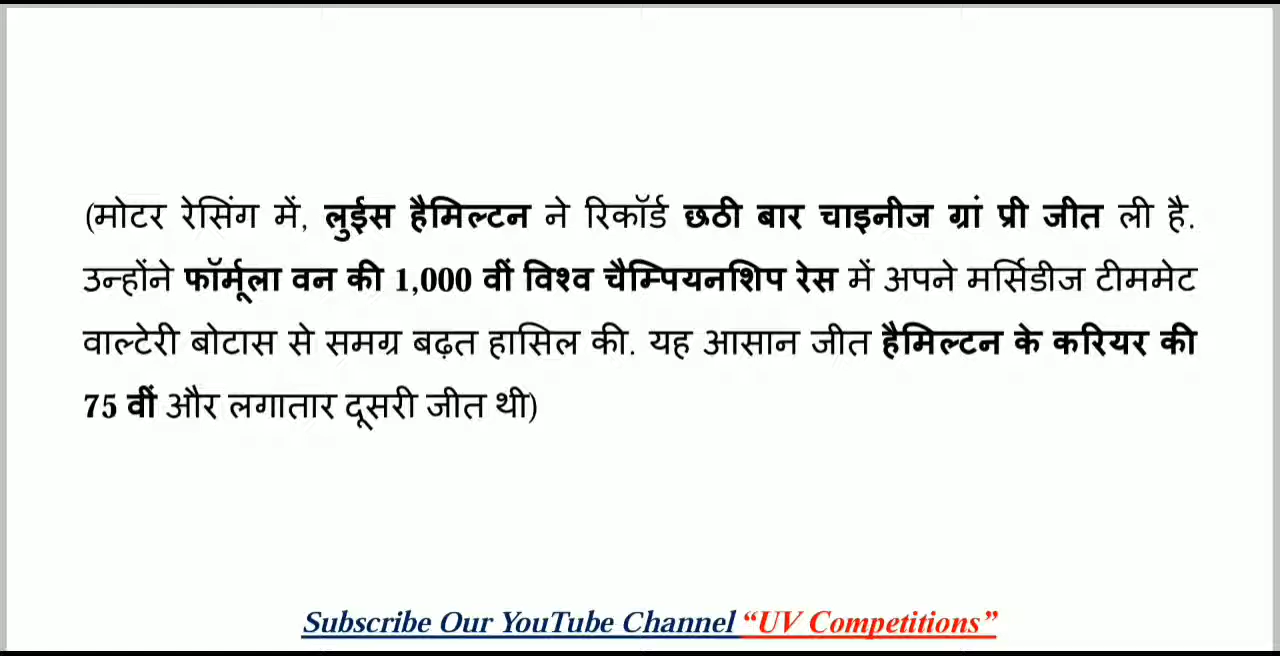 (मोटर रेसिंग में, लुईस हैमिल्टन ने रिकॉर्ड छठी बार चाइनीज ग्रां प्री जीत ली है.
उन्होंने फॉर्मूला वन की 1,000 वीं विश्व चैम्पियनशिप रेस में अपने मर्सिडीज टीममेट
वाल्टेरी बोटास से समग्र बढ़त हासिल की. यह आसान जीत हैमिल्टन के करियर की
75 वीं और लगातार दूसरी जीत थी)
Subscribe Our YouTube Channel “UV Competitions”